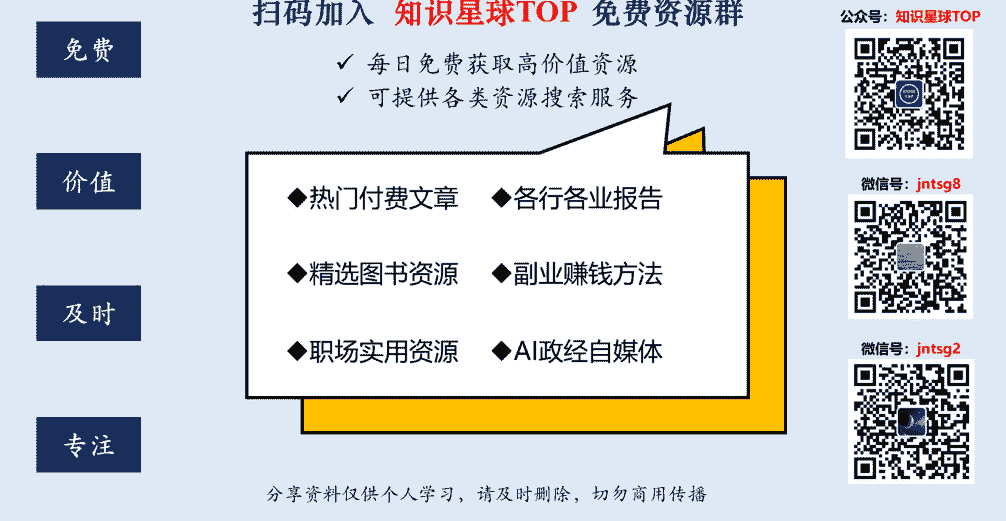 扫码加入 知识星球TOP 免费资源群
✓ 每日免费获取高价值资源
✓ 可提供各类资源搜索服务
免费
价值
及时
专注
◆热门付费文章 ◆各行各业报告
◆精选图书资源 ◆副业赚钱方法
◆职场实用资源 ◆AI政经自媒体
公众号：知识星球TOP
微信号：jntsg8
微信号：jntsg2
分享资料仅供个人学习，请及时删除，切勿商用传播